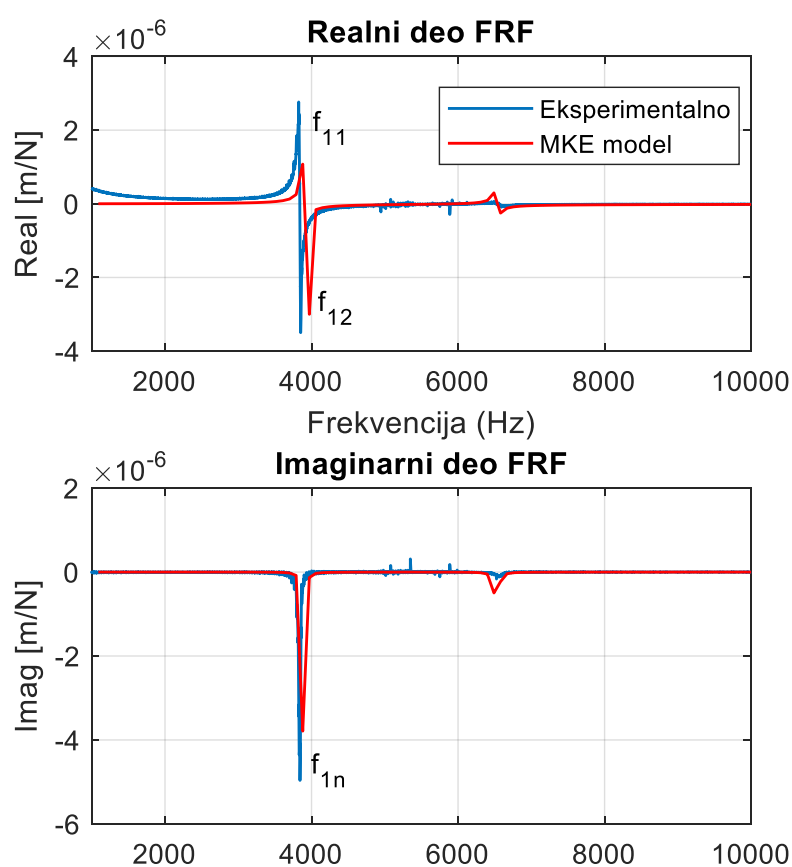 Realni deo FRF
×10⁻⁶
4
2
0
-2
-4
Real [m/N]
f₁₁
f₁₂
Eksperimentalno
MKE model
2000 4000 6000 8000 10000
Frekvencija (Hz)
Imaginarni deo FRF
×10⁻⁶
2
0
-2
-4
-6
Imag [m/N]
f₁ₙ
2000 4000 6000 8000 10000